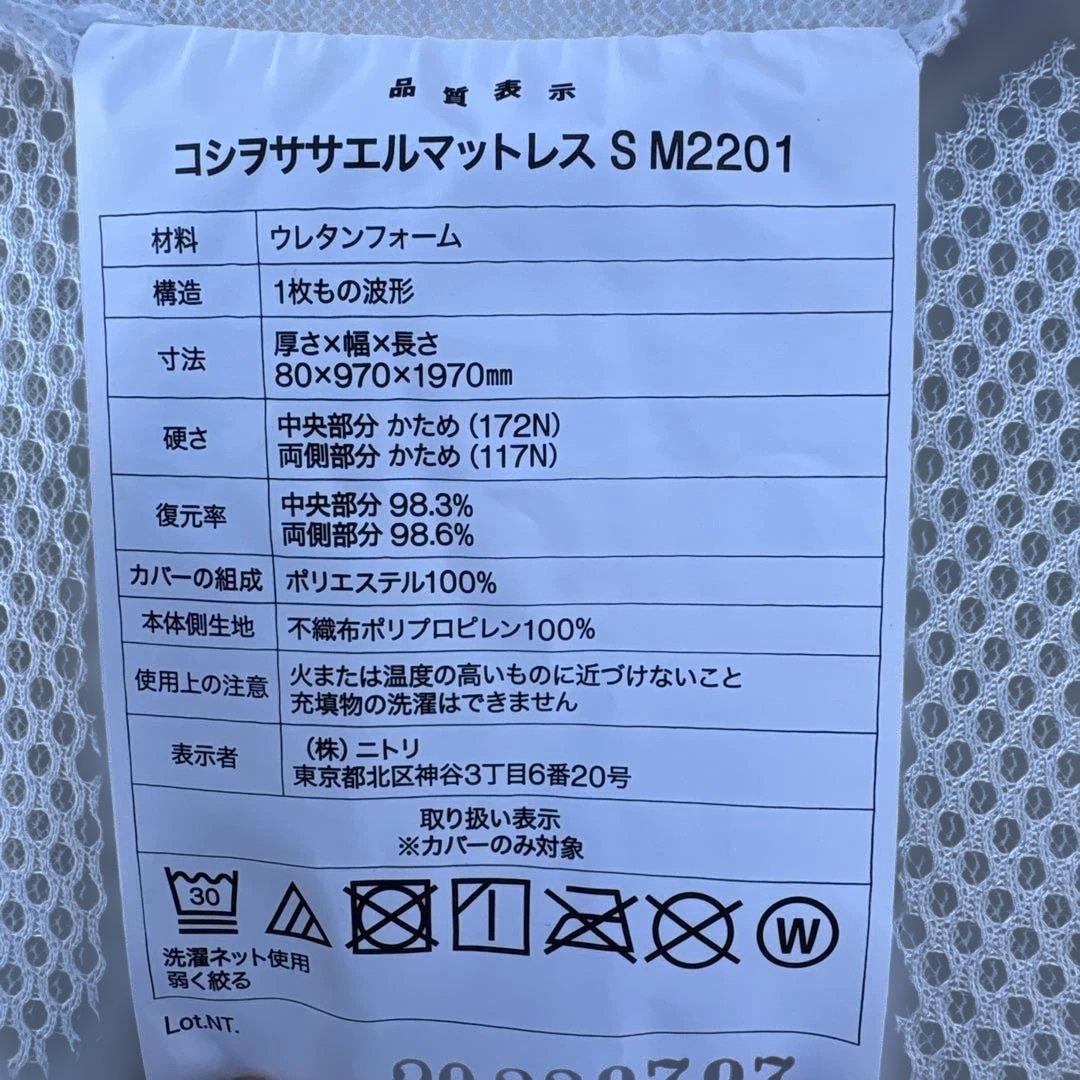 品質表示
コシヲササエルマットレス S M2201
材料 ウレタンフォーム
構造 1枚もの波形
寸法 厚さ×幅×長さ
80×970×1970㎜
硬さ 中央部分 かため（172N）
両側部分 かため（117N）
復元率 中央部分 98.3%
両側部分 98.6%
カバーの組成 ポリエステル100%
本体側生地 不織布ポリプロピレン100%
使用上の注意 火または温度の高いものに近づけないこと
充填物の洗濯はできません
表示者 （株）ニトリ
東京都北区神谷3丁目6番20号
取り扱い表示
※カバーのみ対象
30
W
洗濯ネット使用
弱く絞る
Lot.NT.